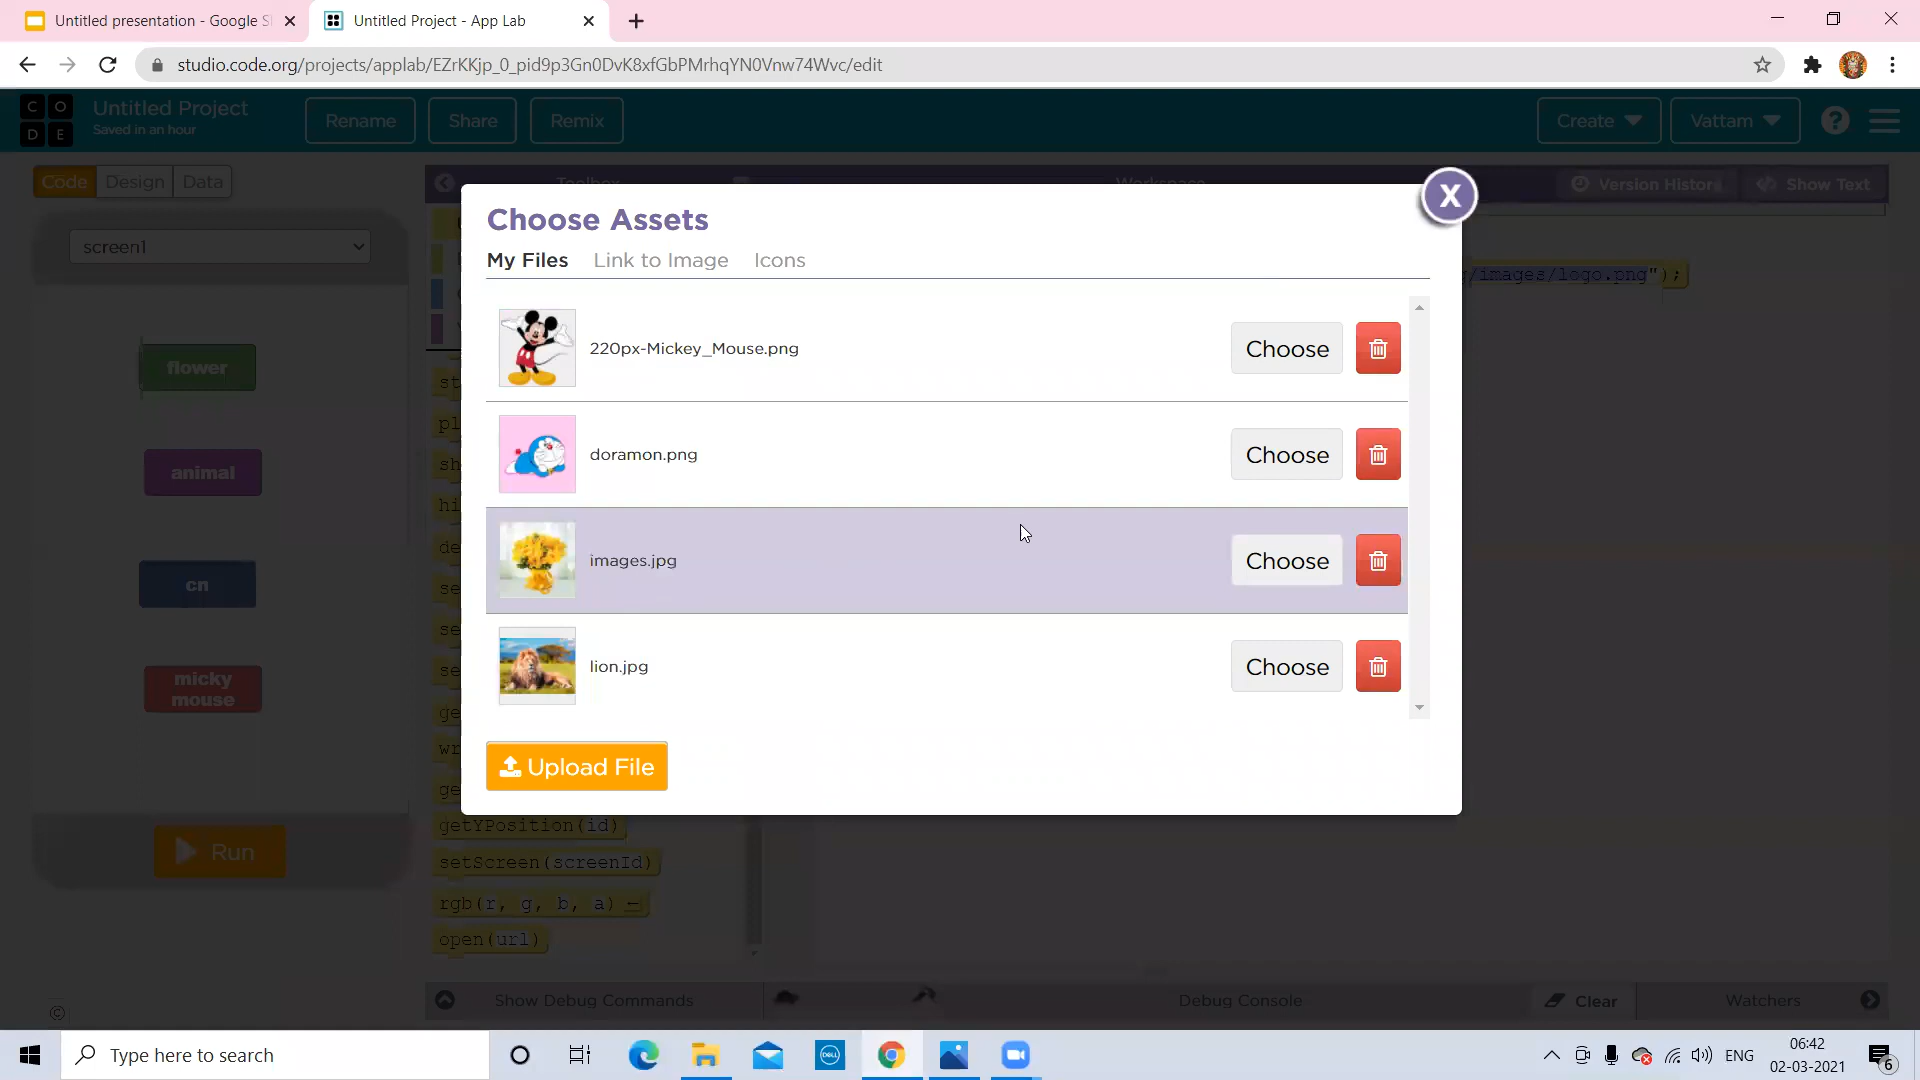 Untitled presentation - Google Sl
Untitled Project - App Lab
studio.code.org/projects/applab/EZrKKjp_0_pid9p3Gn0DvK8xfGbPMrhqYN0Vnw74Wvc/edit
C O
D E
Untitled Project
Saved in an hour
Rename
Share
Remix
Create
Vattam
?
Code
Design
Data
Toolbox
Workspace
Version History
Show Text
screen1
/images/logo.png");
flower
animal
cn
micky
mouse
Run
Choose Assets
X
My Files
Link to Image
Icons
220px-Mickey_Mouse.png
Choose
doramon.png
Choose
images.jpg
Choose
lion.jpg
Choose
Upload File
getYPosition(id)
setScreen(screenId)
rgb(r, g, b, a)
open(url)
Show Debug Commands
Debug Console
Clear
Watchers
©
Type here to search
DELL
ENG
06:42
02-03-2021
6